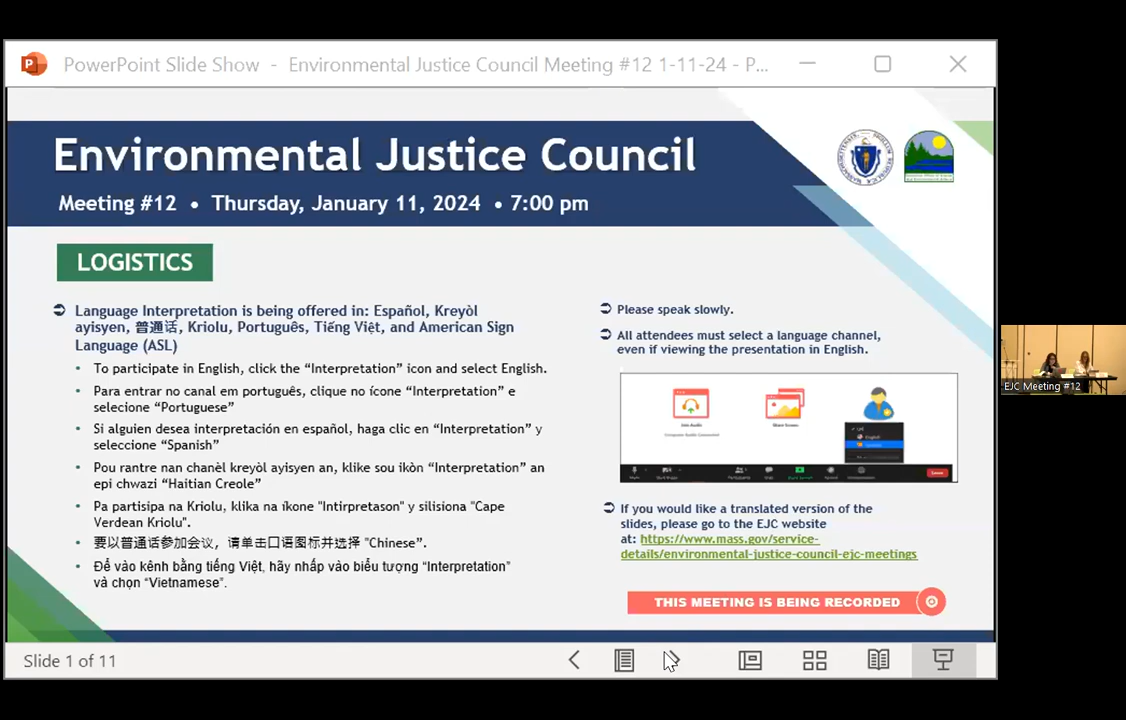 PowerPoint Slide Show - Environmental Justice Council Meeting #12 1-11-24 - P...
Environmental Justice Council
Meeting #12 • Thursday, January 11, 2024 • 7:00 pm
LOGISTICS
Language Interpretation is being offered in: Español, Kreyòl
ayisyen, 普通话, Kriolu, Português, Tiếng Việt, and American Sign
Language (ASL)
• To participate in English, click the “Interpretation” icon and select English.
• Para entrar no canal em português, clique no ícone “Interpretation” e
selecione “Portuguese”
• Si alguien desea interpretación en español, haga clic en “Interpretation” y
seleccione “Spanish”
• Pou rantre nan chanèl kreyòl ayisyen an, klike sou ikòn “Interpretation” an
epi chwazi “Haitian Creole”
• Pa partisipa na Kriolu, klika na íkone "Intirpretason" y silisiona "Cape
Verdean Kriolu".
• 要以普通话参加会议，请单击口语图标并选择 "Chinese”.
• Để vào kênh bằng tiếng Việt, hãy nhấp vào biểu tượng “Interpretation”
và chọn “Vietnamese”.
Please speak slowly.
All attendees must select a language channel,
even if viewing the presentation in English.
Join Audio
Share Screen
English
If you would like a translated version of the
slides, please go to the EJC website
at: https://www.mass.gov/service-
details/environmental-justice-council-ejc-meetings
THIS MEETING IS BEING RECORDED
EJC Meeting #12
Slide 1 of 11